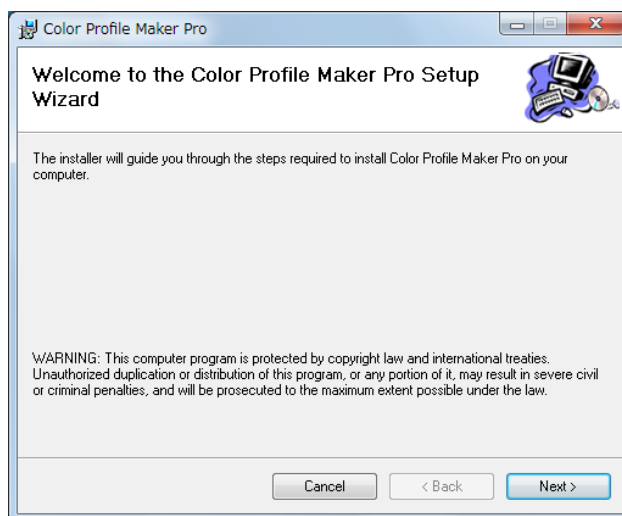 Color Profile Maker Pro
Welcome to the Color Profile Maker Pro Setup
Wizard
The installer will guide you through the steps required to install Color Profile Maker Pro on your
computer.
WARNING: This computer program is protected by copyright law and international treaties.
Unauthorized duplication or distribution of this program, or any portion of it, may result in severe civil
or criminal penalties, and will be prosecuted to the maximum extent possible under the law.
Cancel
< Back
Next >